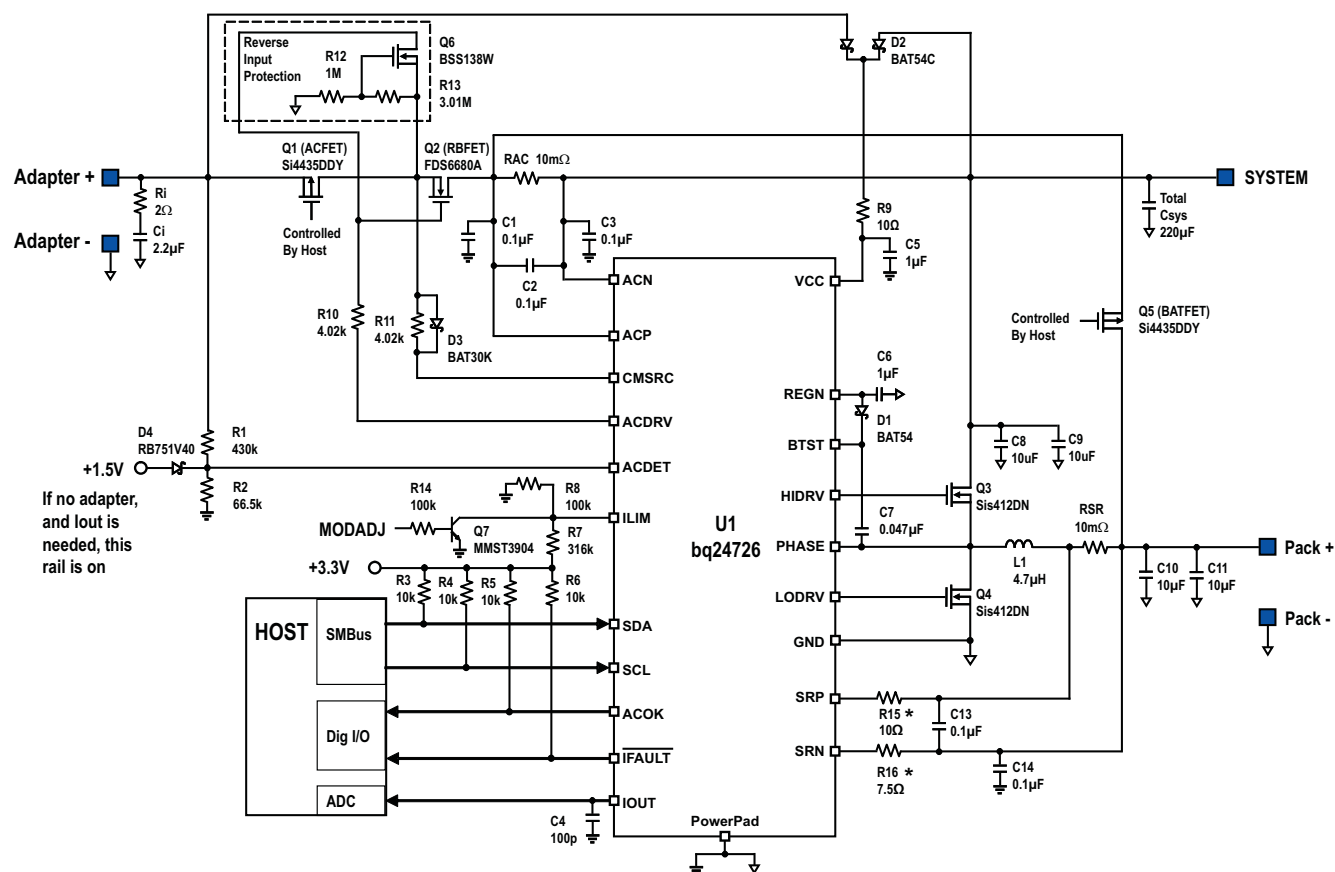 Reverse
Input
Protection
R12
1M
Q6
BSS138W
R13
3.01M
D2
BAT54C
Q1 (ACFET)
Si4435DDY
Q2 (RBFET)
FDS6680A
RAC 10mΩ
Adapter +
SYSTEM
Ri
2Ω
Ci
2.2µF
Adapter -
Controlled
By Host
C1
0.1µF
C3
0.1µF
C2
0.1µF
R9
10Ω
C5
1µF
Total
Csys
220µF
ACN
VCC
R10
4.02k
R11
4.02k
D3
BAT30K
ACP
Controlled
By Host
Q5 (BATFET)
Si4435DDY
CMSRC
C6
1µF
REGN
D1
BAT54
ACDRV
BTST
D4
RB751V40
R1
430k
C8
10uF
C9
10uF
+1.5V
ACDET
R2
66.5k
If no adapter,
and Iout is
needed, this
rail is on
R14
100k
R8
100k
HIDRV
Q3
Sis412DN
MODADJ
Q7
MMST3904
ILIM
R7
316k
U1
bq24726
C7
0.047µF
RSR
10mΩ
PHASE
L1
4.7µH
Pack +
+3.3V
C10
10µF
C11
10µF
R3
10k
R4
10k
R5
10k
R6
10k
LODRV
Q4
Sis412DN
Pack -
HOST
SMBus
SDA
GND
SCL
SRP
R15 *
10Ω
C13
0.1µF
Dig I/O
ACOK
SRN
R16 *
7.5Ω
C14
0.1µF
IFAULT
ADC
IOUT
C4
100p
PowerPad